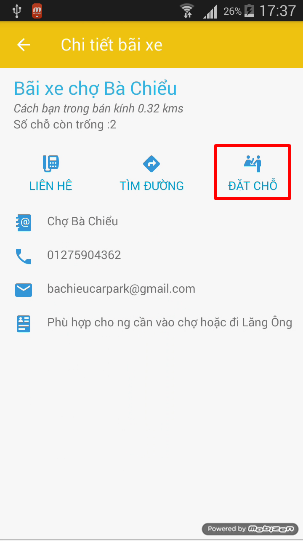 26% 17:37
Chi tiết bãi xe
Bãi xe chợ Bà Chiểu
Cách bạn trong bán kính 0.32 kms
Số chỗ còn trống :2
LIÊN HỆ TÌM ĐƯỜNG ĐẶT CHỖ
Chợ Bà Chiểu
01275904362
bachieucarpark@gmail.com
Phù hợp cho ng cần vào chợ hoặc đi Lăng Ông
Powered by Mobizen